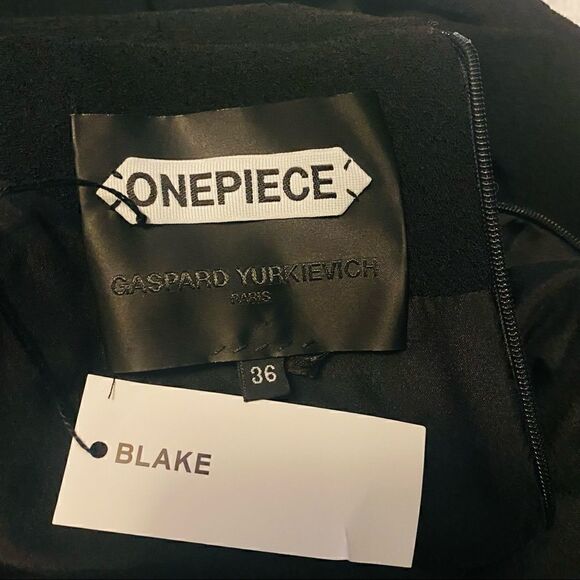 ONEPIECE
GASPARD YURKIEVICH
PARIS
36
BLAKE